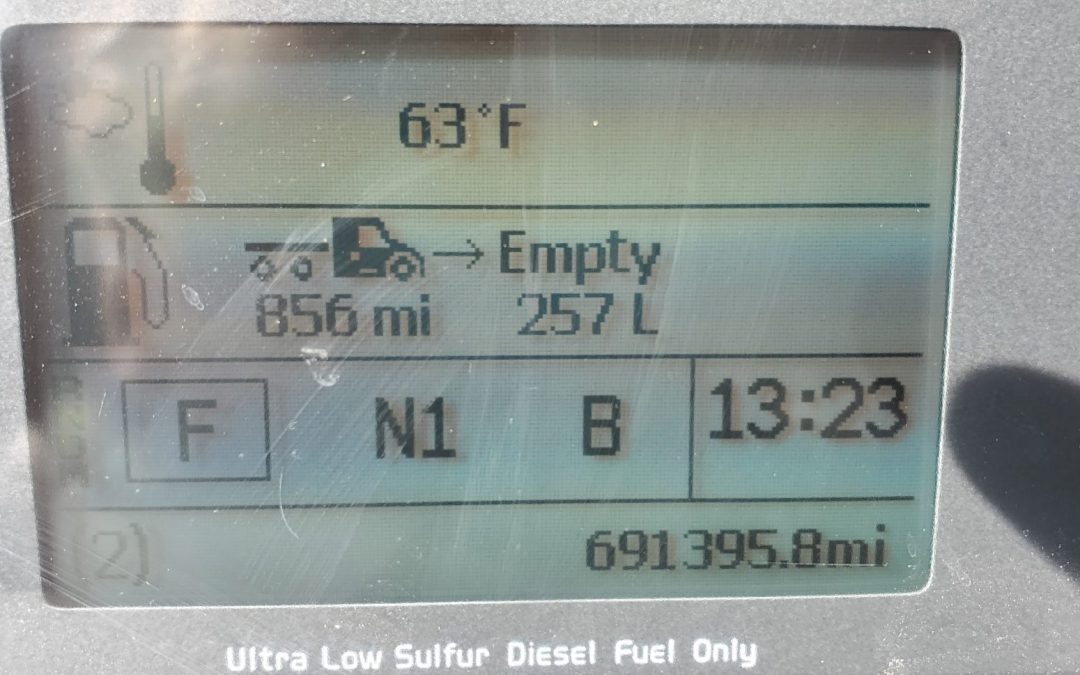 63°F
→ Empty
856 mi 257 L
F N1 B 13:23
(2) 691395.8mi
Ultra Low Sulfur Diesel Fuel Only